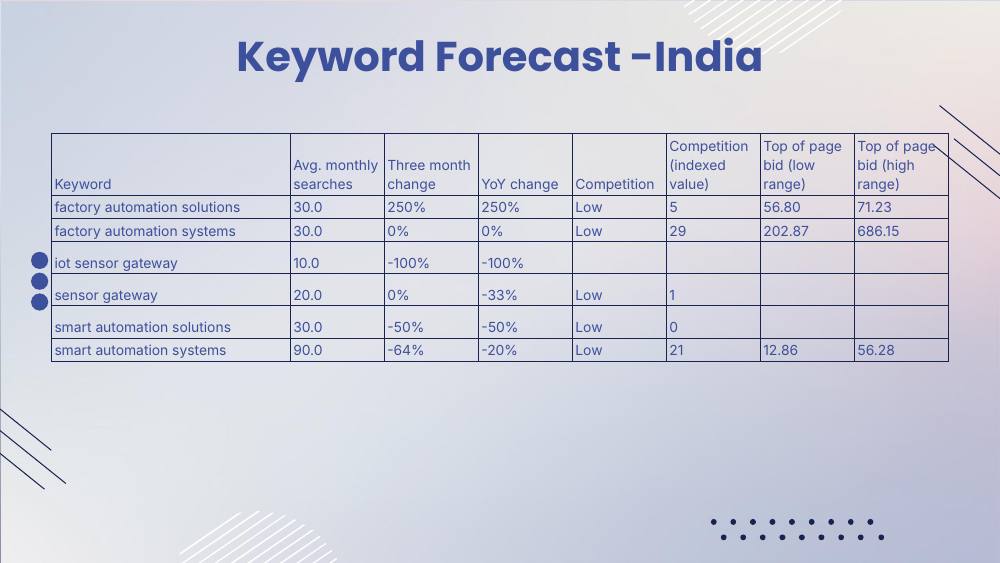 Keyword Forecast -India
Keyword Avg. monthly searches Three month change YoY change Competition Competition (indexed value) Top of page bid (low range) Top of page bid (high range)
factory automation solutions 30.0 250% 250% Low 5 56.80 71.23
factory automation systems 30.0 0% 0% Low 29 202.87 686.15
iot sensor gateway 10.0 -100% -100%
sensor gateway 20.0 0% -33% Low 1
smart automation solutions 30.0 -50% -50% Low 0
smart automation systems 90.0 -64% -20% Low 21 12.86 56.28